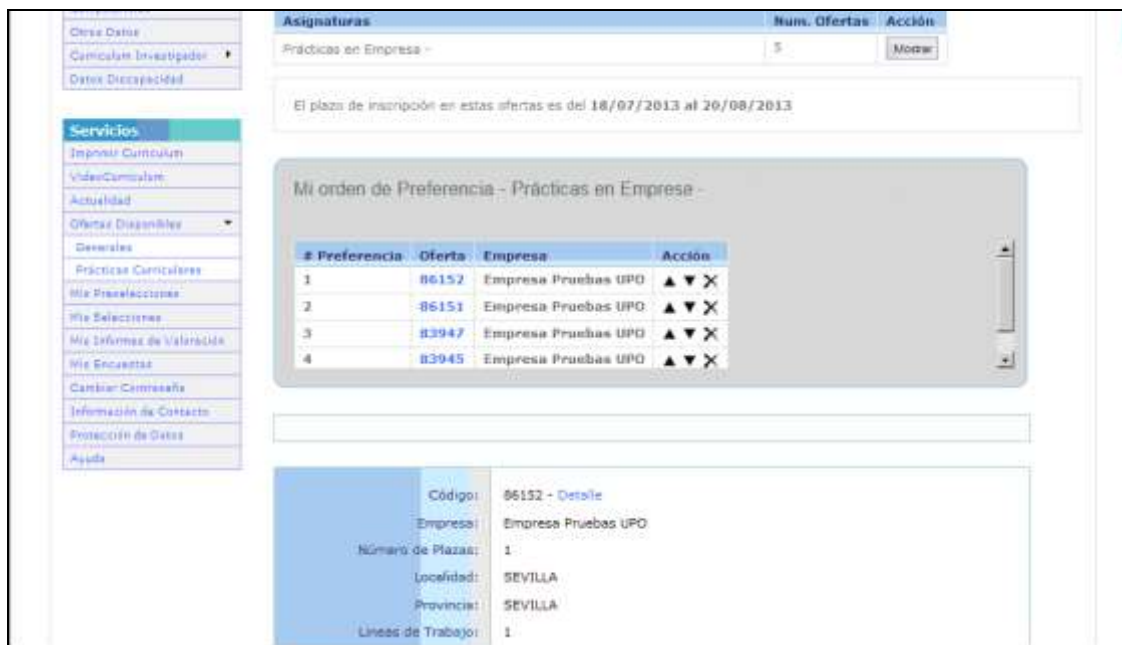 Otros Datos
Curriculum Investigador
Datos Discapacidad
Servicios
Imprimir Curriculum
VideoCurriculum
Actualidad
Ofertas Disponibles
Generales
Prácticas Curriculares
Mis Preselecciones
Mis Selecciones
Mis Informes de Valoración
Mis Encuestas
Cambiar Contraseña
Información de Contacto
Protección de Datos
Ayuda
Asignaturas Num. Ofertas Acción
Prácticas en Empresa - 5 Mostrar
El plazo de inscripción en estas ofertas es del 18/07/2013 al 20/08/2013
Mi orden de Preferencia - Prácticas en Empresa -
# Preferencia Oferta Empresa Acción
1 86152 Empresa Pruebas UPO ▲ ▼ X
2 86151 Empresa Pruebas UPO ▲ ▼ X
3 83947 Empresa Pruebas UPO ▲ ▼ X
4 83945 Empresa Pruebas UPO ▲ ▼ X
Código: 86152 - Detalle
Empresa: Empresa Pruebas UPO
Número de Plazas: 1
Localidad: SEVILLA
Provincia: SEVILLA
Lineas de Trabajo: 1